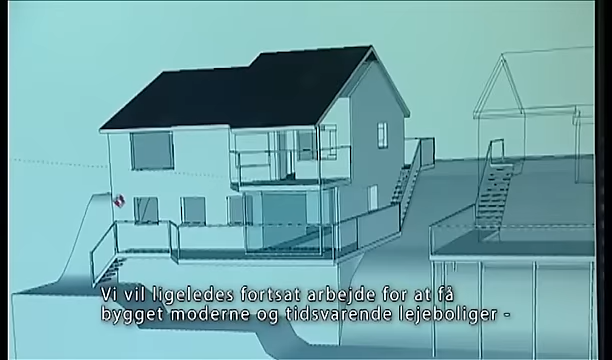 Vi vil ligeledes fortsat arbejde for at få
bygget moderne og tidsvarende lejeboliger -